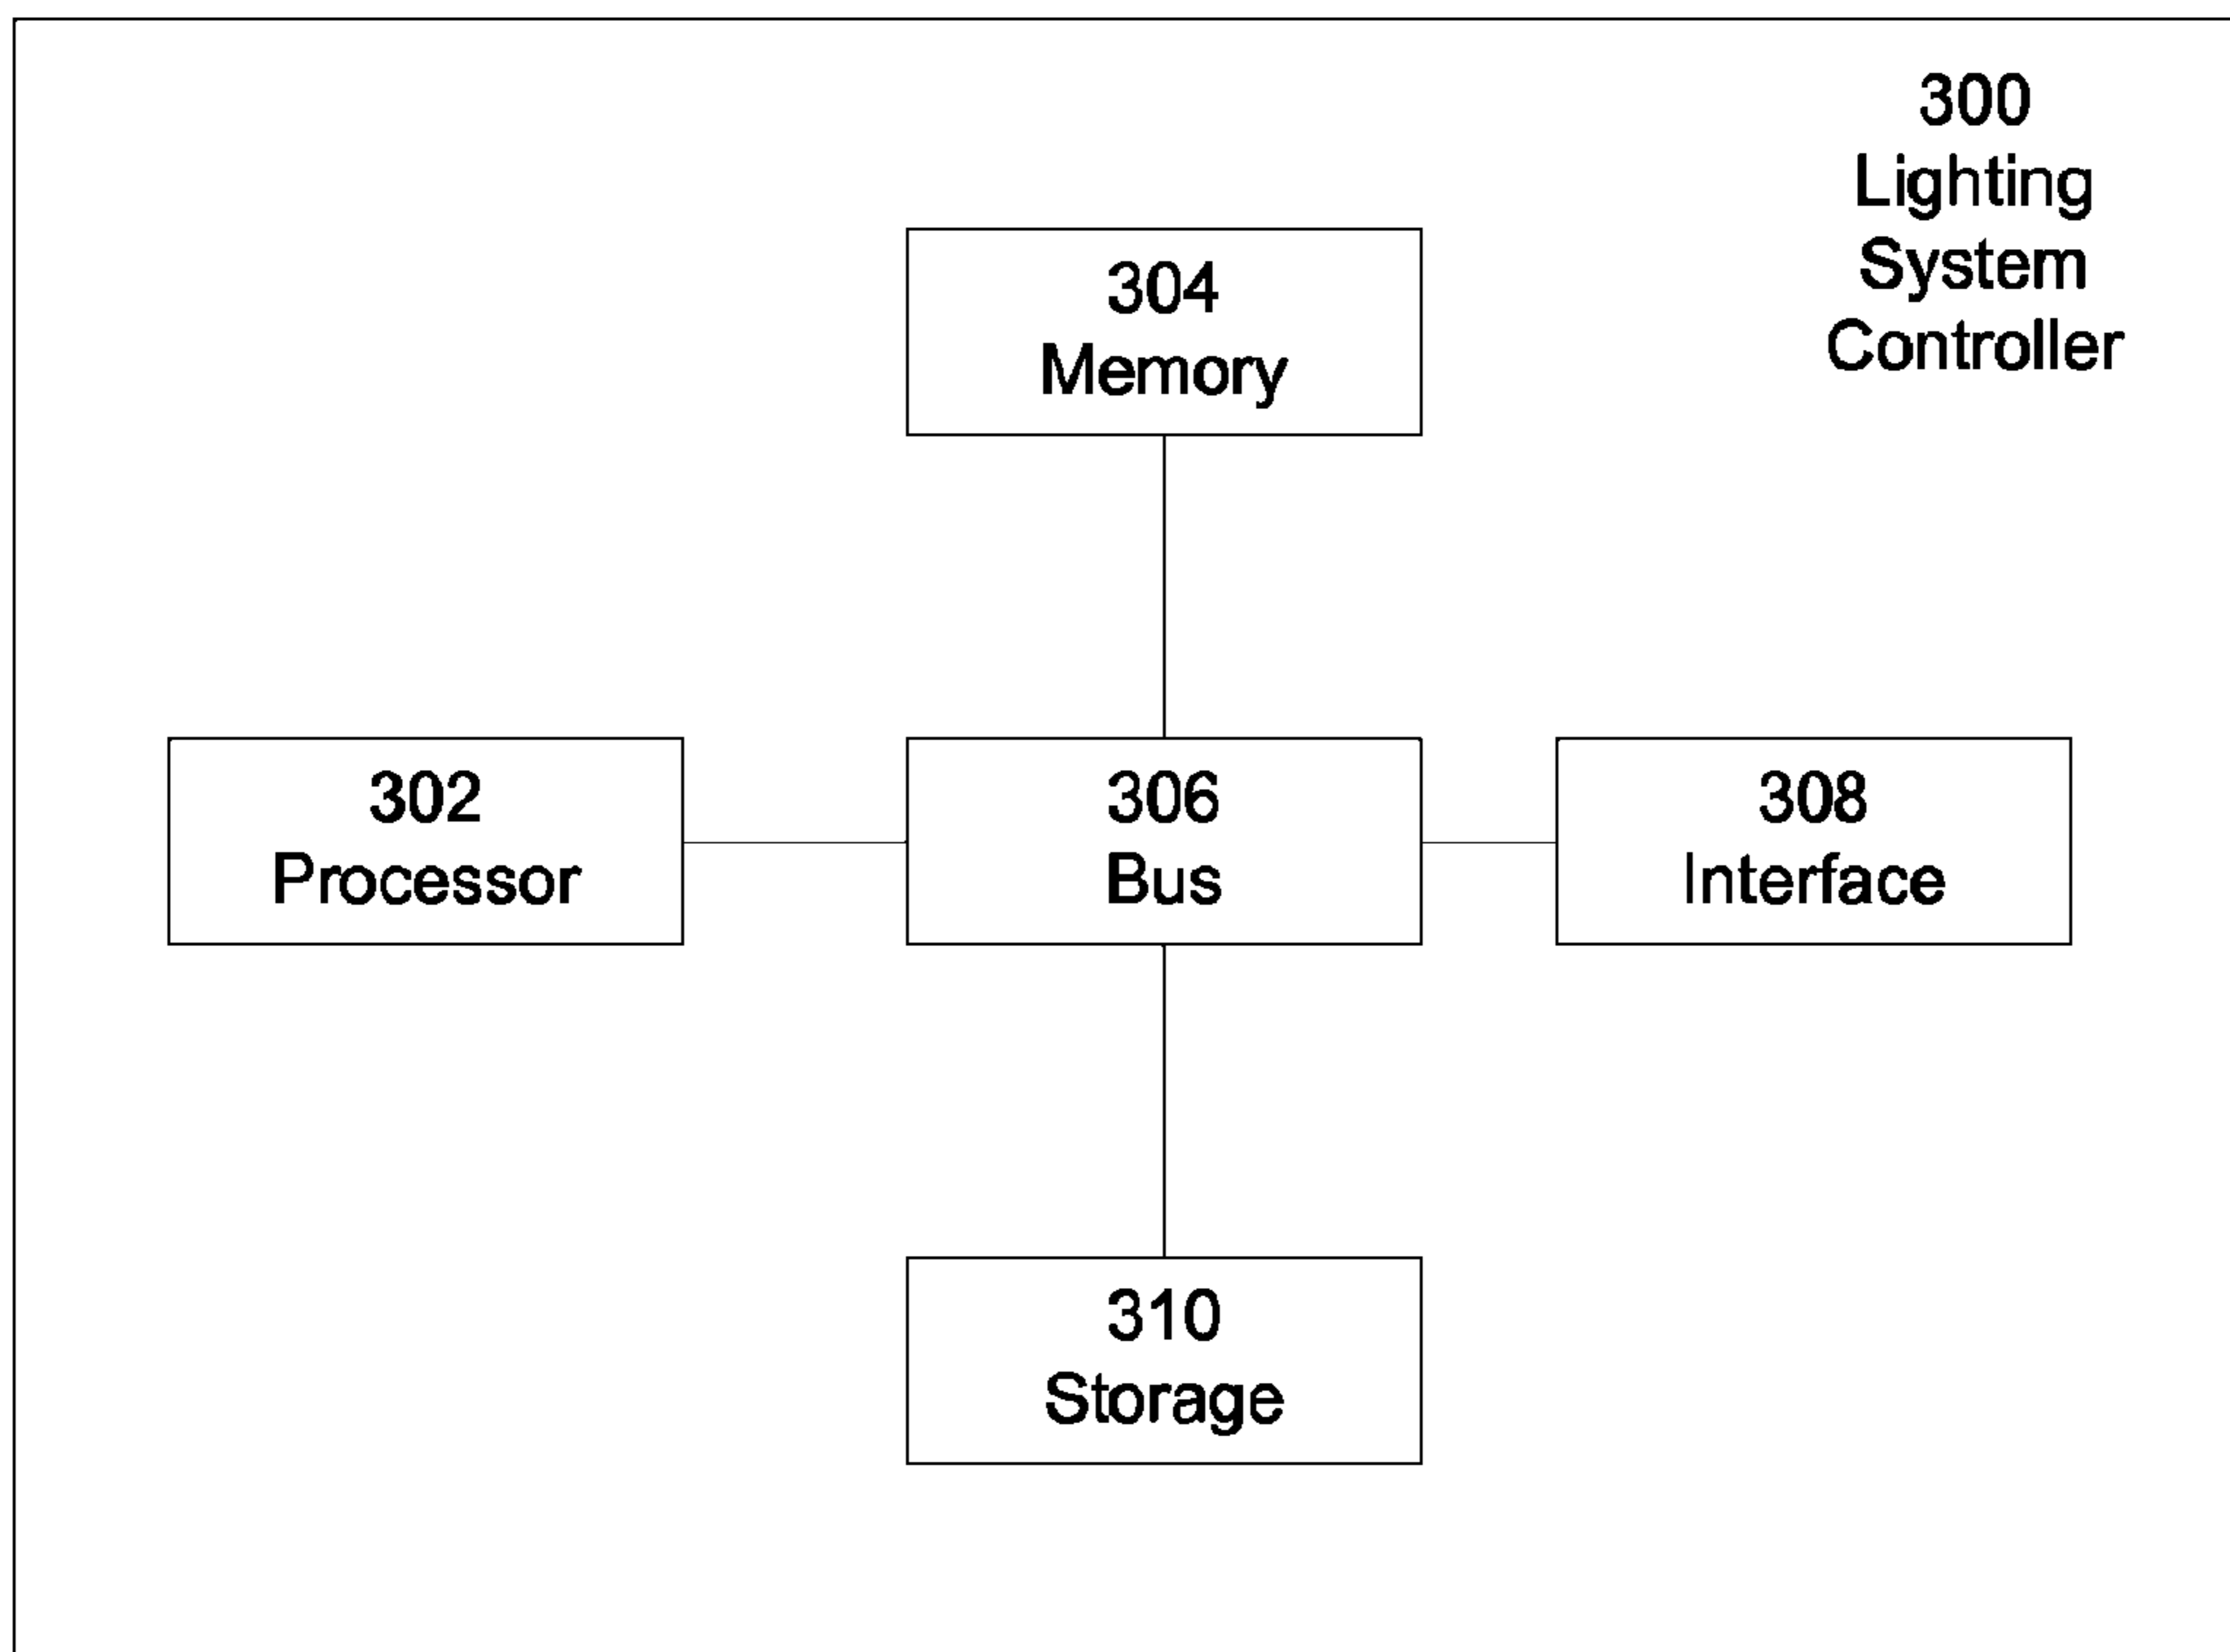 300
Lighting
System
Controller
304
Memory
302
Processor
306
Bus
308
Interface
310
Storage